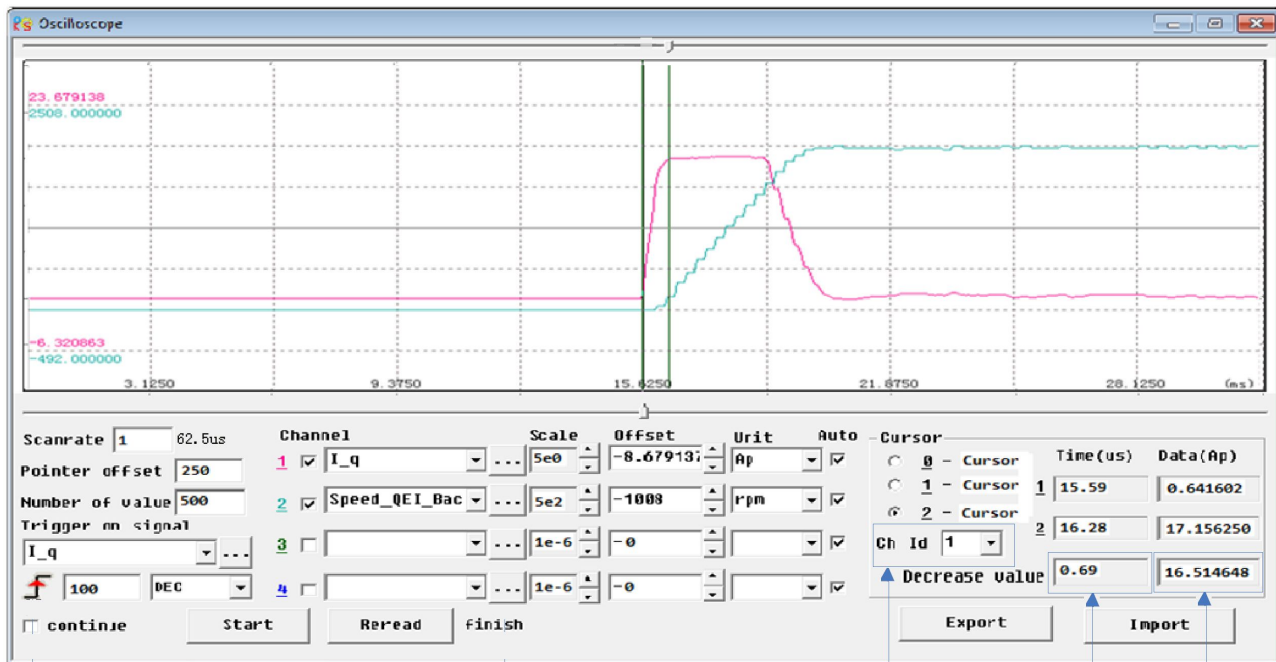 Oscilloscope
23.679138
2508.000000
-6.320863
-492.000000
3.1250 9.3750 15.6250 21.8750 28.1250 (ms)
Scanrate 1 62.5us Channel Scale Offset Unit Auto Cursor
1 I_q ... 5e0 -8.679137 Ap 0 - Cursor Time(us) Data(Ap)
Pointer offset 250
1 - Cursor 1 15.59 0.641602
Number of value 500 2 Speed_QEI_Bac ... 5e2 -1008 rpm
2 - Cursor 2 16.28 17.156250
Trigger on signal
I_q ... 3 ... 1e-6 -0 Ch Id 1
Decrease value 0.69 16.514648
100 DEC 4 ... 1e-6 -0
continue Start Reread finish Export Import